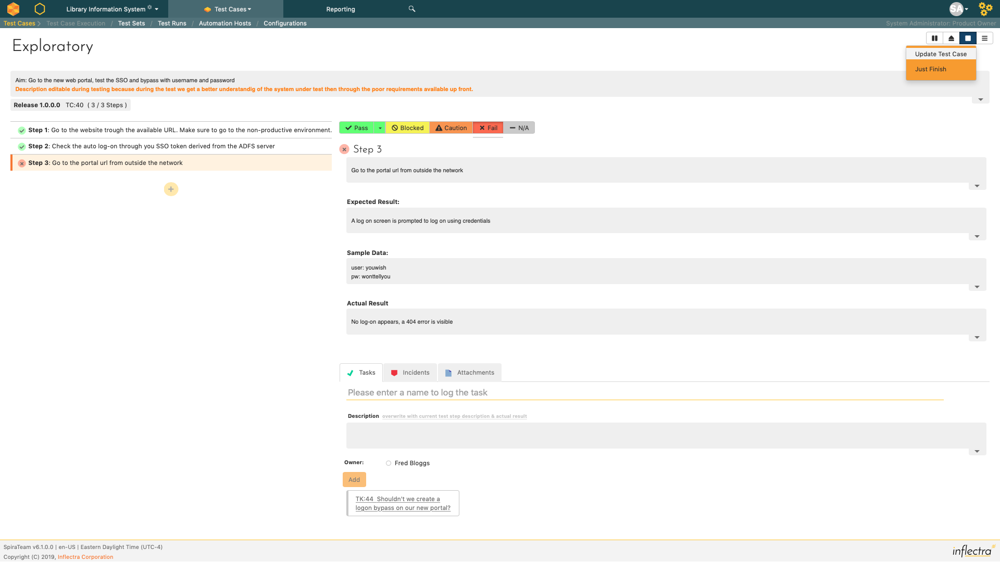 Library Information System
Test Cases
Reporting
SA
Test Cases
Test Case Execution / Test Sets / Test Runs / Automation Hosts / Configurations
System Administrator: Product Owner
Exploratory
Update Test Case
Just Finish
Aim: Go to the new web portal, test the SSO and bypass with username and password
Description editable during testing because during the test we get a better understandig of the system under test then through the poor requirements available up front.
Release 1.0.0.0 TC:40 ( 3 / 3 Steps )
Step 1: Go to the website trough the available URL. Make sure to go to the non-productive environment.
Step 2: Check the auto log-on through you SSO token derived from the ADFS server
Step 3: Go to the portal url from outside the network
+
Pass
Blocked
Caution
Fail
N/A
Step 3
Go to the portal url from outside the network
Expected Result:
A log on screen is prompted to log on using credentials
Sample Data:
user: youwish
pw: wonttellyou
Actual Result
No log-on appears, a 404 error is visible
Tasks
Incidents
Attachments
Please enter a name to log the task
Description overwrite with current test step description & actual result
Owner:
Fred Bloggs
Add
TK:44 Shouldn't we create a
logon bypass on our new portal?
SpiraTeam v6.1.0.0 | en-US | Eastern Daylight Time (UTC-4)
Copyright (C) 2019, Inflectra Corporation
inflectra